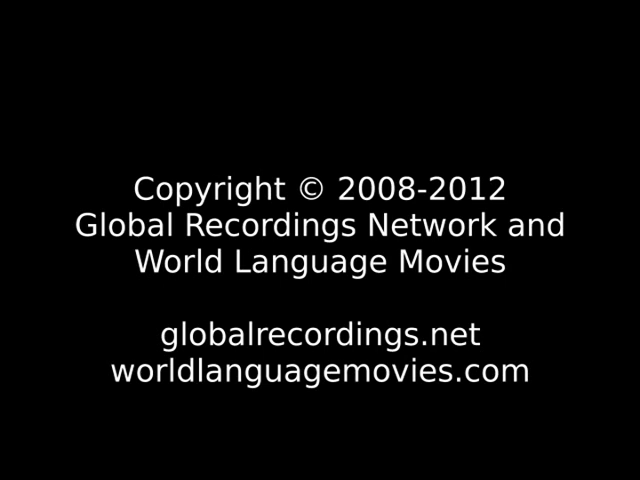 Copyright © 2008-2012
Global Recordings Network and
World Language Movies
globalrecordings.net
worldlanguagemovies.com